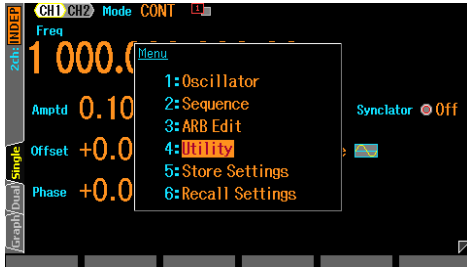 2ch: INDEP
CH1 CH2 Mode CONT 1
Freq
1 000.0
Menu
1:Oscillator
2:Sequence
3:ARB Edit
4:Utility
5:Store Settings
6:Recall Settings
Amptd 0.10
Synclator Off
Offset +0.0
Phase +0.0
Single
Dual
Graph